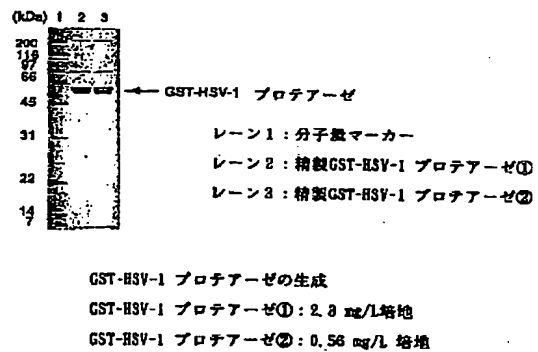 (kDa) 1 2 3
200
116
97
66
45
31
22
14
7
GST-HSV-1 プロテアーゼ
レーン1:分子量マーカー
レーン2:精製GST-HSV-1 プロテアーゼ①
レーン3:精製GST-HSV-1 プロテアーゼ②
GST-HSV-1 プロテアーゼの生成
GST-HSV-1 プロテアーゼ①: mg/L培地
GST-HSV-1 プロテアーゼ②:0.56 mg/L 培地